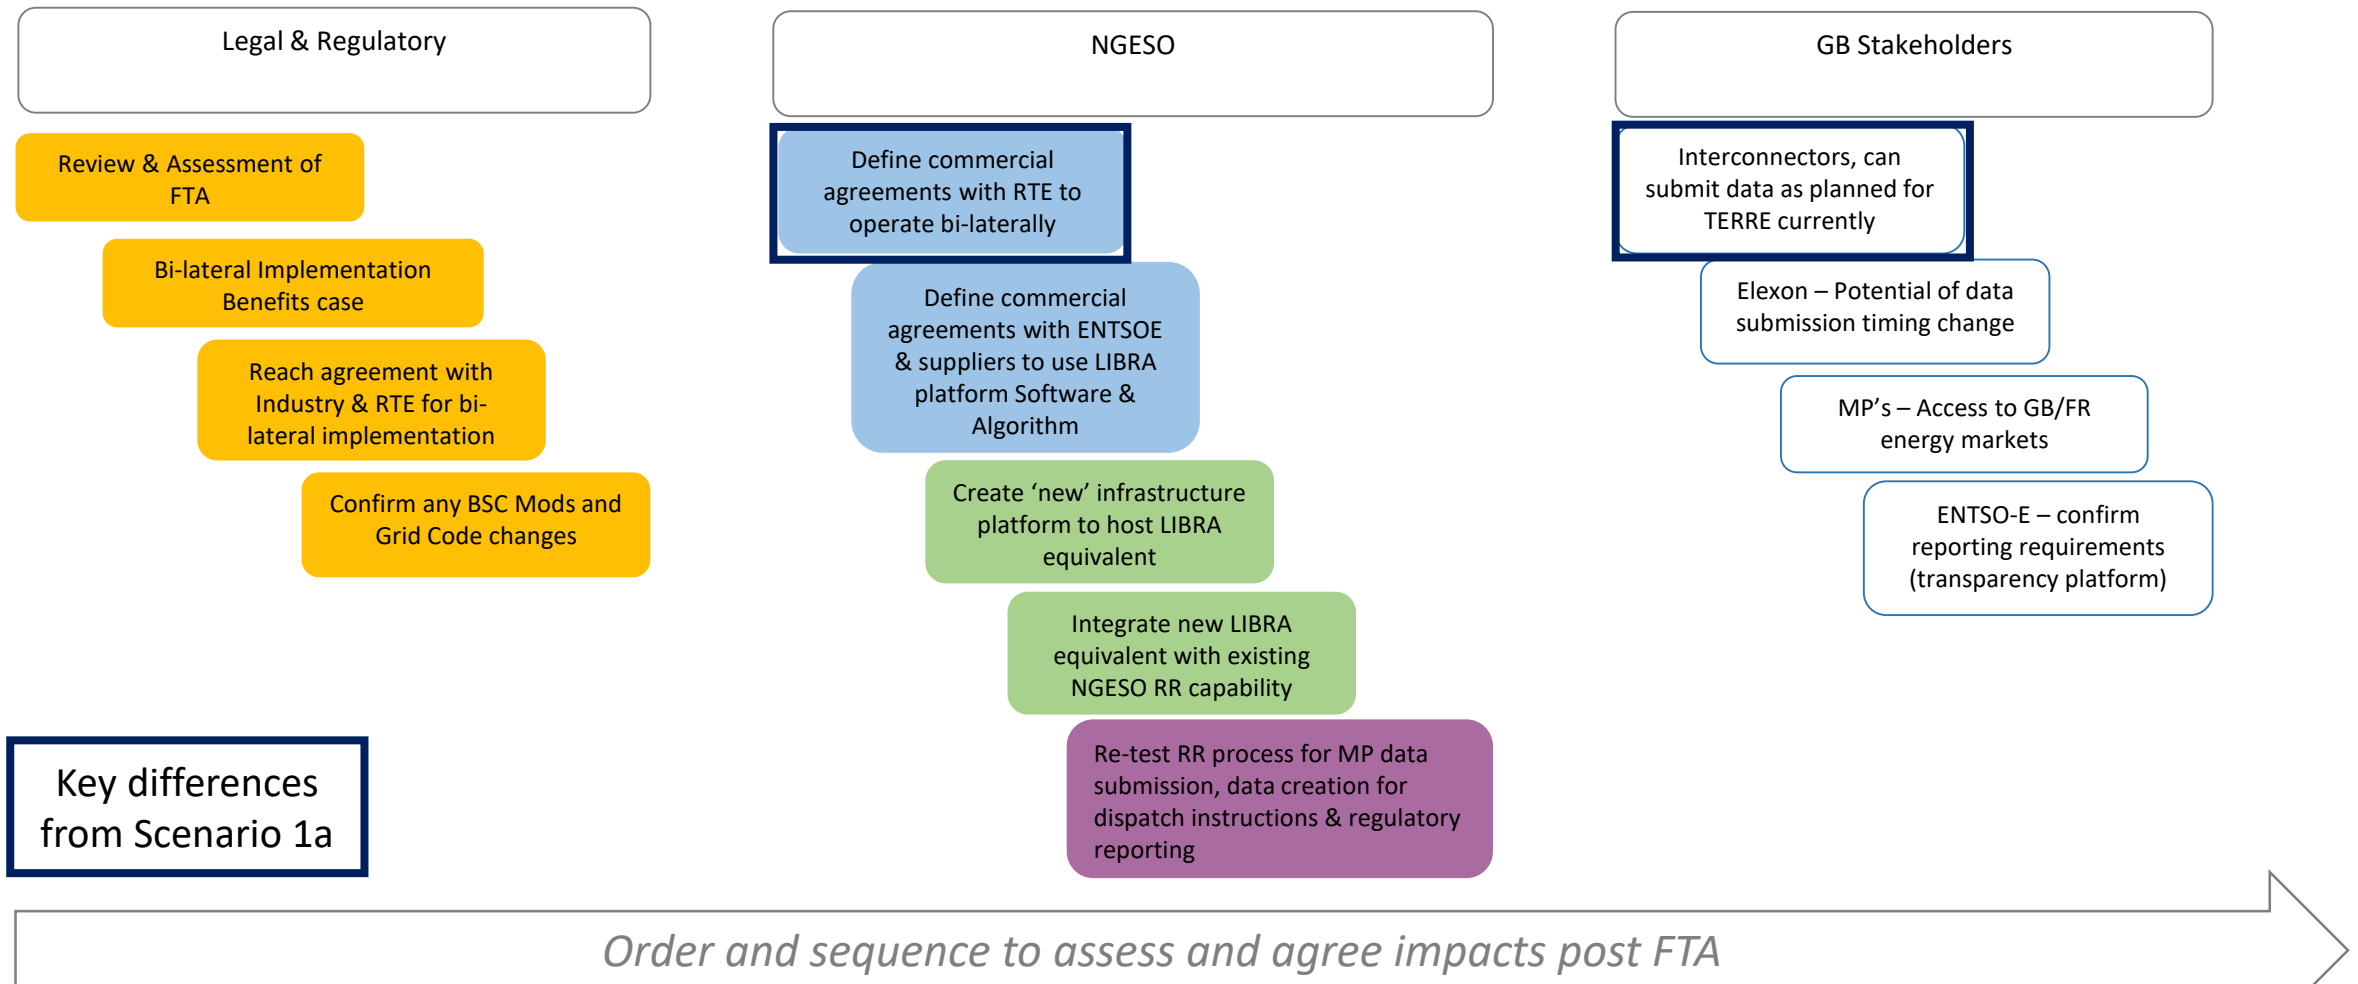 Legal & Regulatory
Review & Assessment of
FTA
Bi-lateral Implementation
Benefits case
Reach agreement with
Industry & RTE for bi-
lateral implementation
Confirm any BSC Mods and
Grid Code changes
NGESO
Define commercial
agreements with RTE to
operate bi-laterally
Define commercial
agreements with ENTSOE
& suppliers to use LIBRA
platform Software &
Algorithm
Create ‘new’ infrastructure
platform to host LIBRA
equivalent
Integrate new LIBRA
equivalent with existing
NGESO RR capability
Re-test RR process for MP data
submission, data creation for
dispatch instructions & regulatory
reporting
GB Stakeholders
Interconnectors, can
submit data as planned for
TERRE currently
Elexon – Potential of data
submission timing change
MP's – Access to GB/FR
energy markets
ENTSO-E – confirm
reporting requirements
(transparency platform)
Key differences
from Scenario 1a
Order and sequence to assess and agree impacts post FTA